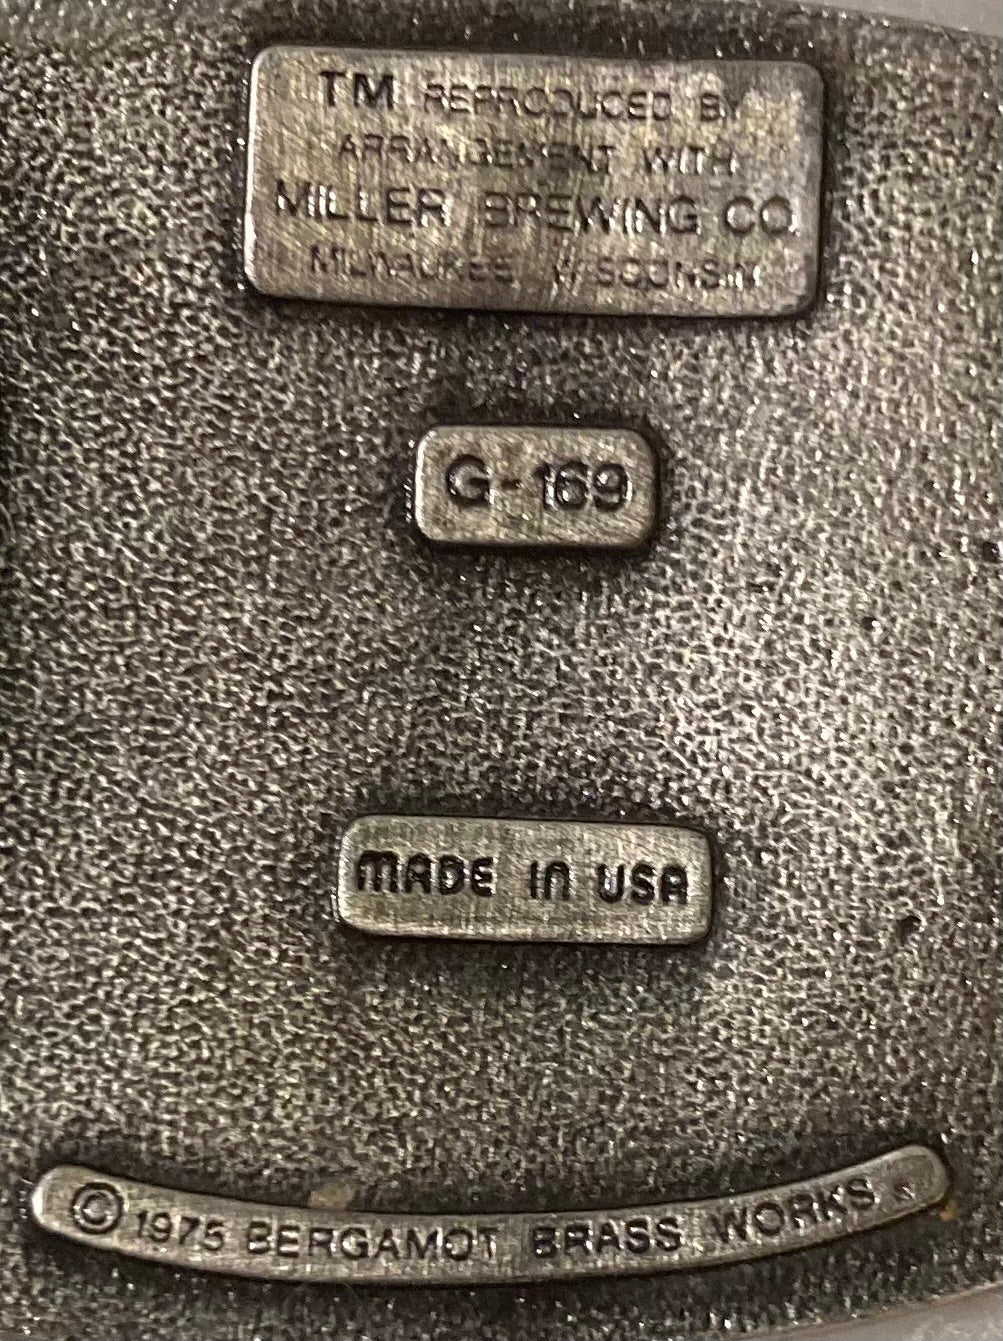 TM REPRODUCED BY
ARRANGEMENT WITH
MILLER BREWING CO.
MILWAUKEE WISCONSIN
G-169
MADE IN USA
© 1975 BERGAMOT BRASS WORKS